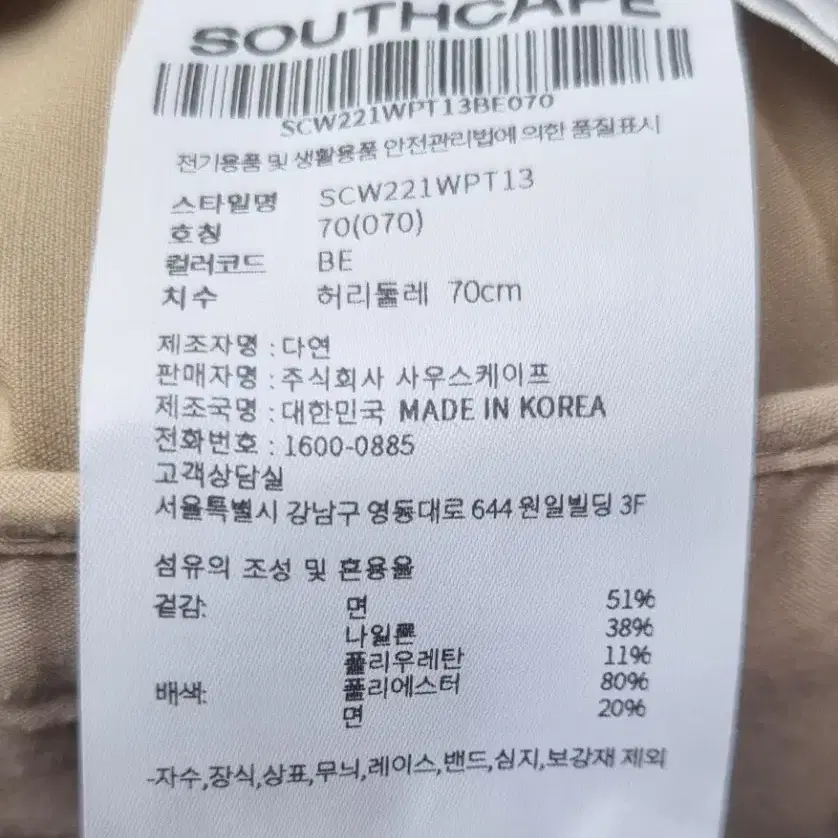 SOUTHCAPE
SCW221WPT13BE070
전기용품 및 생활용품 안전관리법에 의한 품질표시
스타일명 SCW221WPT13
호칭 70(070)
컬러코드 BE
치수 허리둘레 70cm
제조자명 : 다연
판매자명 : 주식회사 사우스케이프
제조국명 : 대한민국 MADE IN KOREA
전화번호 : 1600-0885
고객상담실
서울특별시 강남구 영동대로 644 원일빌딩 3F
섬유의 조성 및 혼용율
겉감: 면 51%
나일론 38%
폴리우레탄 11%
배색: 폴리에스터 80%
면 20%
-자수,장식,상표,무늬,레이스,밴드,심지,보강재 제외